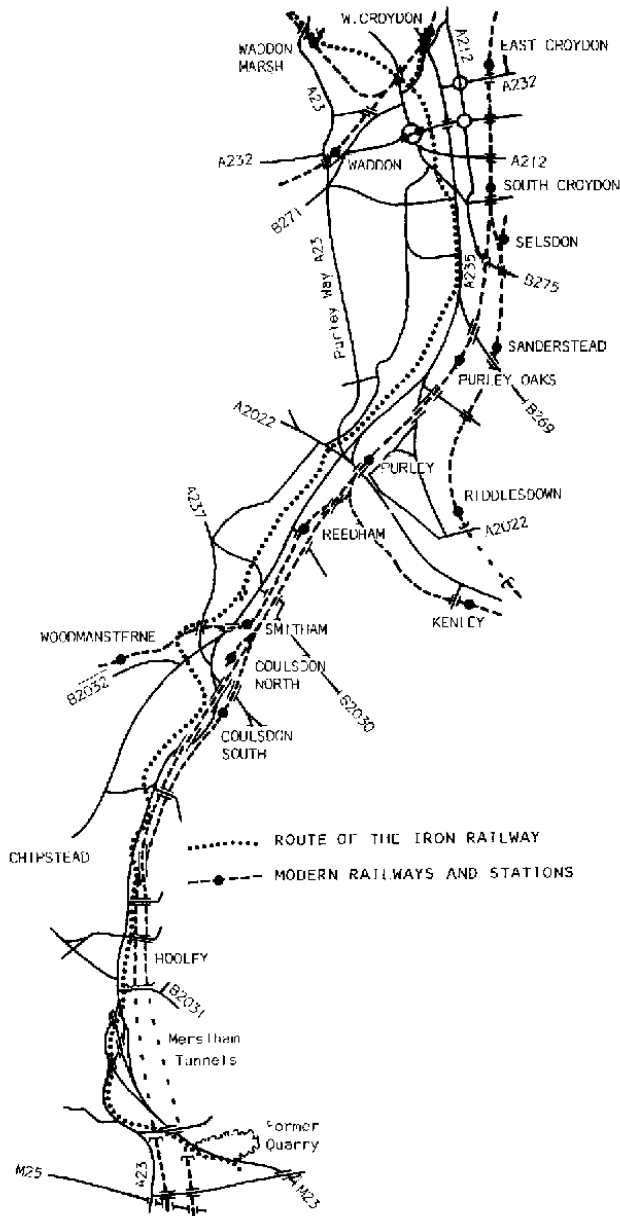 W.CROYDON
WADDON
MARSH
A212
EAST CROYDON
A23
A232
A232
WADDON
A212
SOUTH CROYDON
B271
SELSDON
Purley Way A23
A235
B275
SANDERSTEAD
PURLEY OAKS
B269
A2022
PURLEY
A237
RIDDLESDOWN
A2022
REEDHAM
KENLEY
WOODMANSTERNE
SMITHAM
B2032
COULSDON
NORTH
B2030
COULSDON
SOUTH
ROUTE OF THE IRON RAILWAY
CHIPSTEAD
MODERN RAILWAYS AND STATIONS
HOOLEY
B2031
Merstham
Tunnels
Former
Quarry
M25
A23
M23